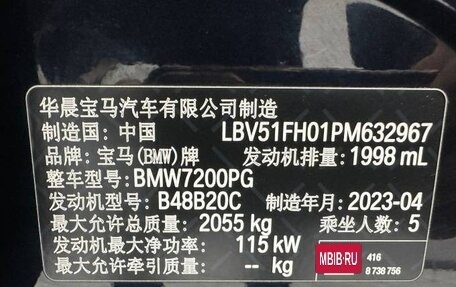 华晨宝马汽车有限公司制造
制造国: 中国 LBV51FH01PM632967
品牌: 宝马(BMW)牌 发动机排量: 1998 mL
整车型号: BMW7200PG
发动机型号: B48B20C 制造年月: 2023-04
最大允许总质量: 2055 kg 乘坐人数: 5
发动机最大净功率: 115 kW
最大允许牵引质量: -- kg
MBIB·RU 416
8 738 756